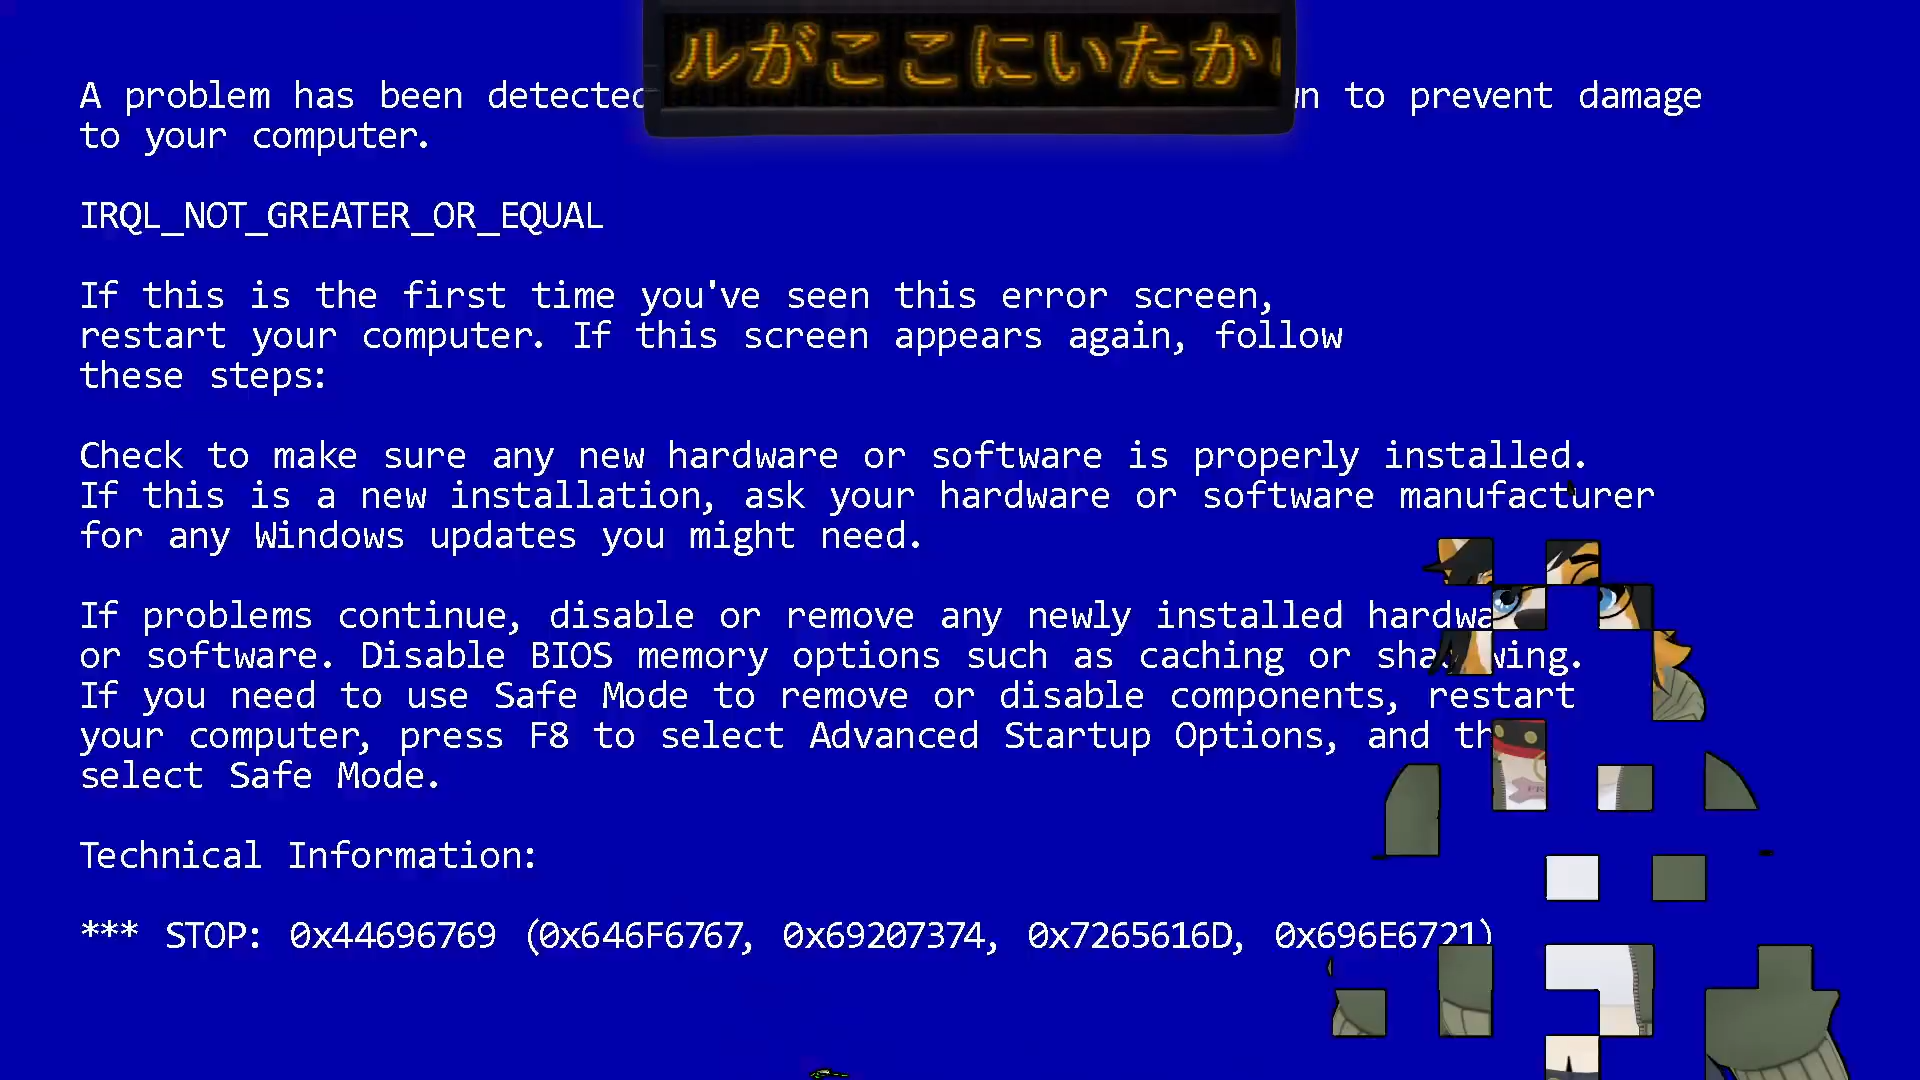 ルがここにいたか
A problem has been detected to prevent damage
to your computer.
IRQL_NOT_GREATER_OR_EQUAL
If this is the first time you've seen this error screen,
restart your computer. If this screen appears again, follow
these steps:
Check to make sure any new hardware or software is properly installed.
If this is a new installation, ask your hardware or software manufacturer
for any Windows updates you might need.
If problems continue, disable or remove any newly installed
or software. Disable BIOS memory options such as caching or
If you need to use Safe Mode to remove or disable components, restart
your computer, press F8 to select Advanced Startup Options, and
select Safe Mode.
Technical Information:
*** STOP: 0x44696769 (0x646F6767, 0x69207374, 0x7265616D, 0x696E6721)